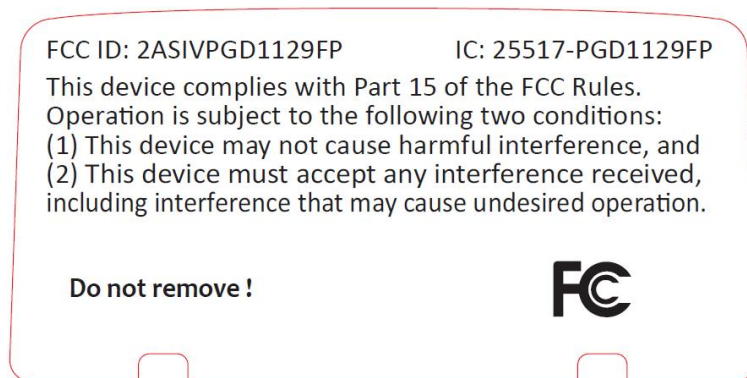 FCC ID: 2ASIVPGD1129FP IC: 25517-PGD1129FP
This device complies with Part 15 of the FCC Rules.
Operation is subject to the following two conditions:
(1) This device may not cause harmful interference, and
(2) This device must accept any interference received,
including interference that may cause undesired operation.
Do not remove !
FC